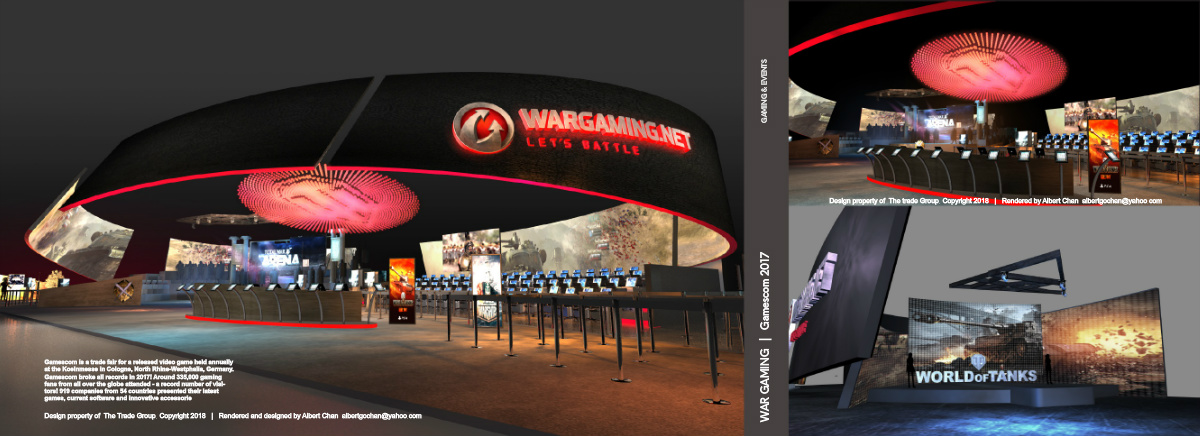 WARGAMING.NET
LET'S BATTLE
ARENA
Gamescom is a trade fair for a released video game held annually
at the Koelnmesse in Cologne, North Rhine-Westphalia, Germany.
Gamescom broke all records in 2017! Around 335,000 gaming
fans from all over the globe attended - a record number of visi-
tors! 919 companies from 54 countries presented their latest
games, current software and innovative accessorie
Design property of The Trade Group Copyright 2018 | Rendered and designed by Albert Chan albertgochan@yahoo.com
GAMING & EVENTS
WAR GAMING | Gamescom 2017
ARENA
Design property of The trade Group Copyright 2018 | Rendered by Albert Chan albertgochan@yahoo.com
WORLD OF TANKS